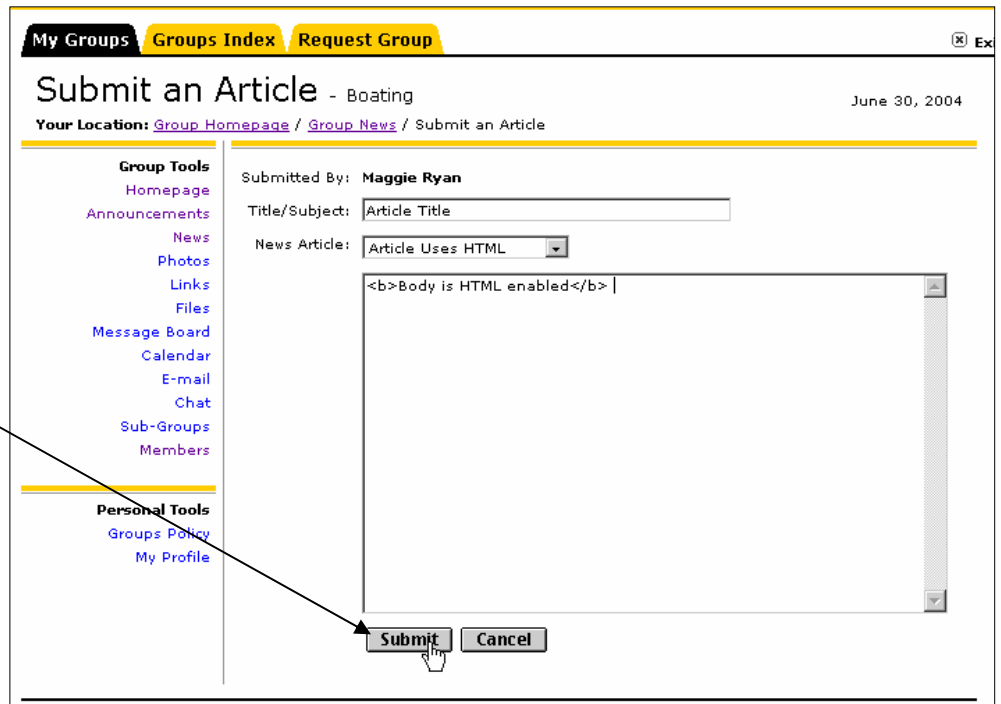 My Groups Groups Index Request Group Exi
Submit an Article - Boating
June 30, 2004
Your Location: Group Homepage / Group News / Submit an Article
Group Tools
Homepage
Announcements
News
Photos
Links
Files
Message Board
Calendar
E-mail
Chat
Sub-Groups
Members
Personal Tools
Groups Policy
My Profile
Submitted By: Maggie Ryan
Title/Subject: Article Title
News Article: Article Uses HTML
<b>Body is HTML enabled</b>
Submit Cancel